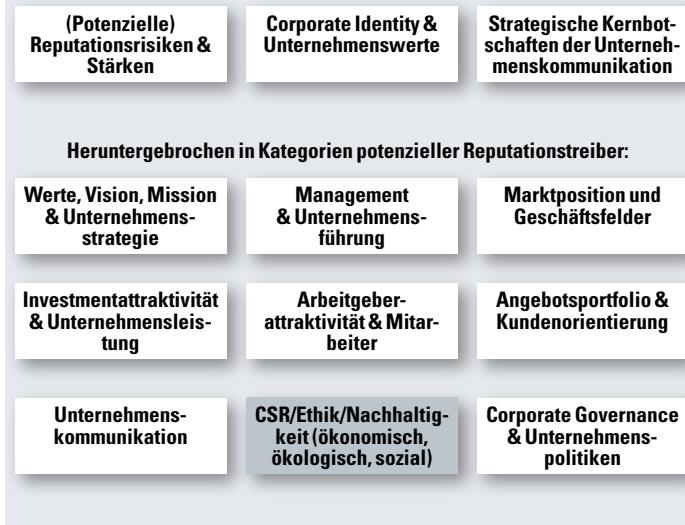 (Potenzielle)
Reputationsrisiken &
Stärken
Corporate Identity &
Unternehmenswerte
Strategische Kernbot-
schaften der Unterneh-
menskommunikation
Heruntergebrochen in Kategorien potenzieller Reputationstreiber:
Werte, Vision, Mission
& Unternehmens-
strategie
Management
& Unternehmens-
führung
Marktposition und
Geschäftsfelder
Investmentattraktivität
& Unternehmensleis-
tung
Arbeitgeber-
attraktivität & Mitar-
beiter
Angebotsportfolio &
Kundenorientierung
Unternehmens-
kommunikation
CSR/Ethik/Nachhaltig-
keit (ökonomisch,
ökologisch, sozial)
Corporate Governance
& Unternehmens-
politiken